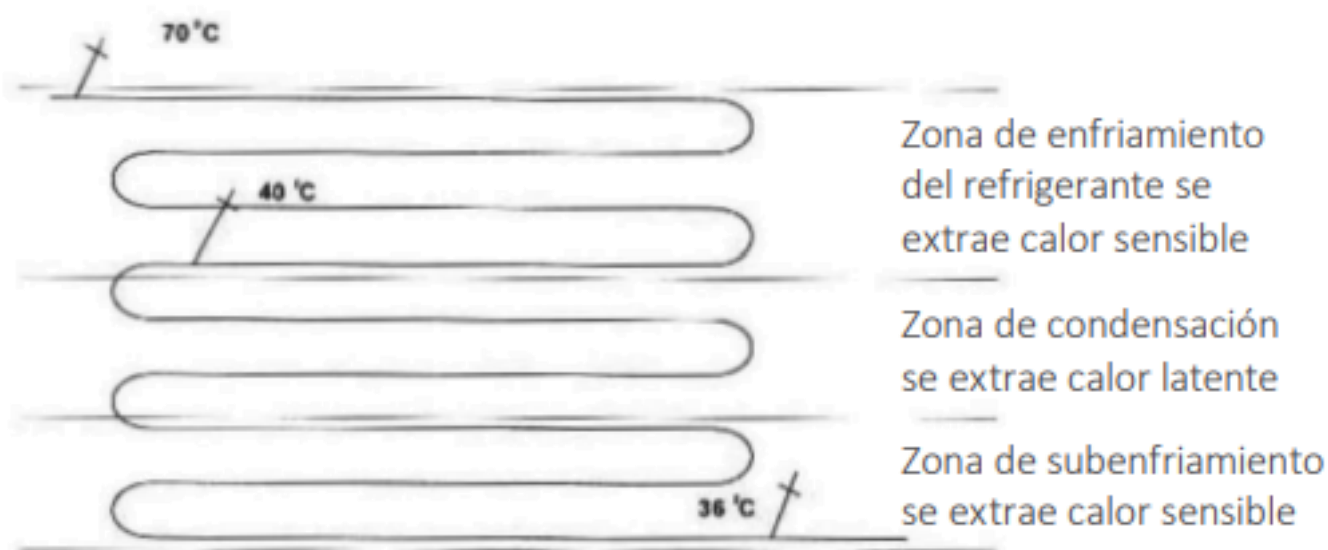 70°C
Zona de enfriamiento
del refrigerante se
extrae calor sensible
40 °C
Zona de condensación
se extrae calor latente
Zona de subenfriamiento
se extrae calor sensible
36 °C